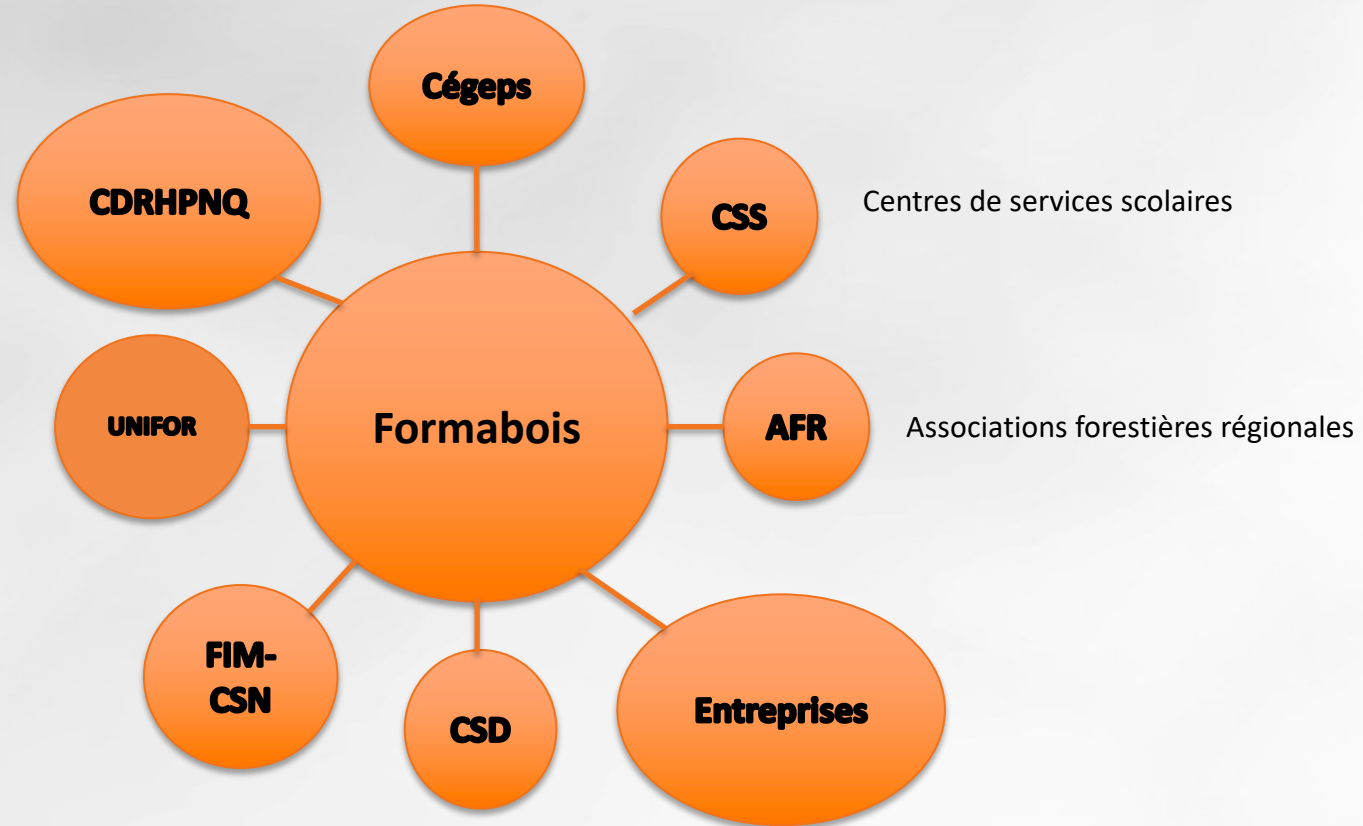 Cégeps
CDRHPNQ
CSS
Centres de services scolaires
UNIFOR
Formabois
AFR
Associations forestières régionales
FIM-
CSN
CSD
Entreprises